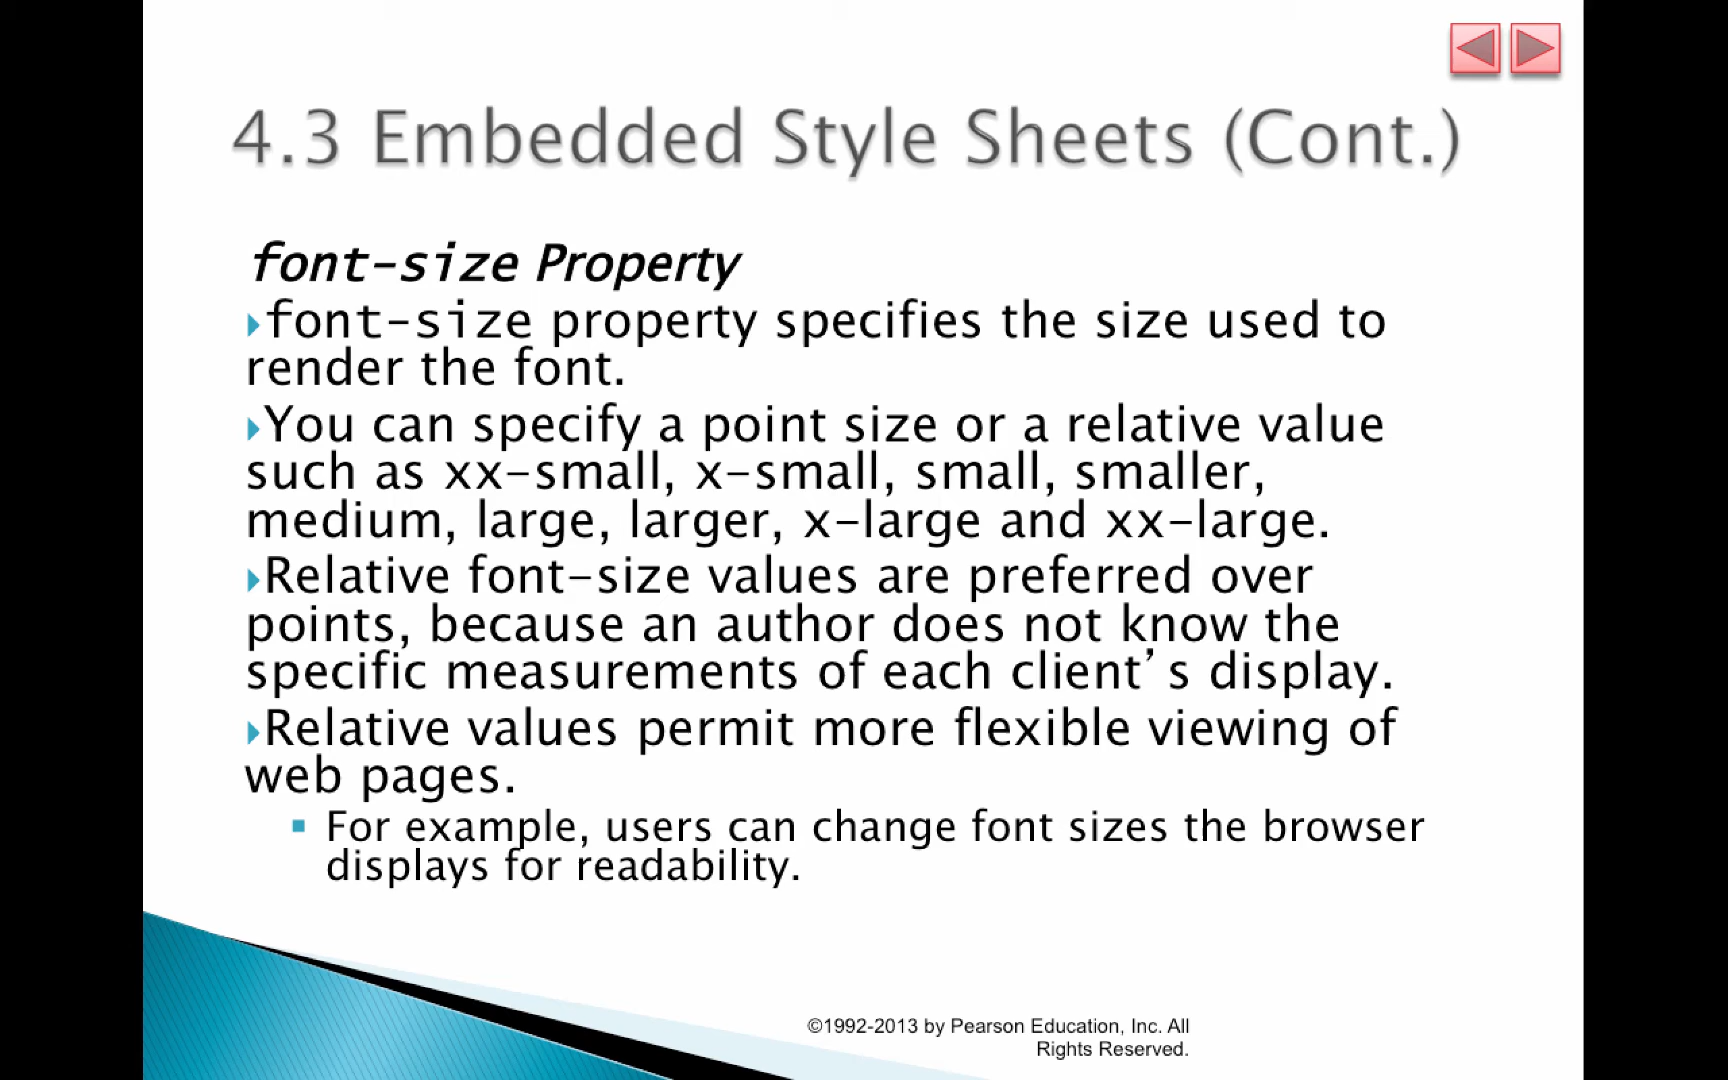 4.3 Embedded Style Sheets (Cont.)
font-size Property
font-size property specifies the size used to
render the font.
You can specify a point size or a relative value
such as xx-small, x-small, small, smaller,
medium, large, larger, x-large and xx-large.
Relative font-size values are preferred over
points, because an author does not know the
specific measurements of each client’s display.
Relative values permit more flexible viewing of
web pages.
For example, users can change font sizes the browser
displays for readability.
©1992-2013 by Pearson Education, Inc. All
Rights Reserved.